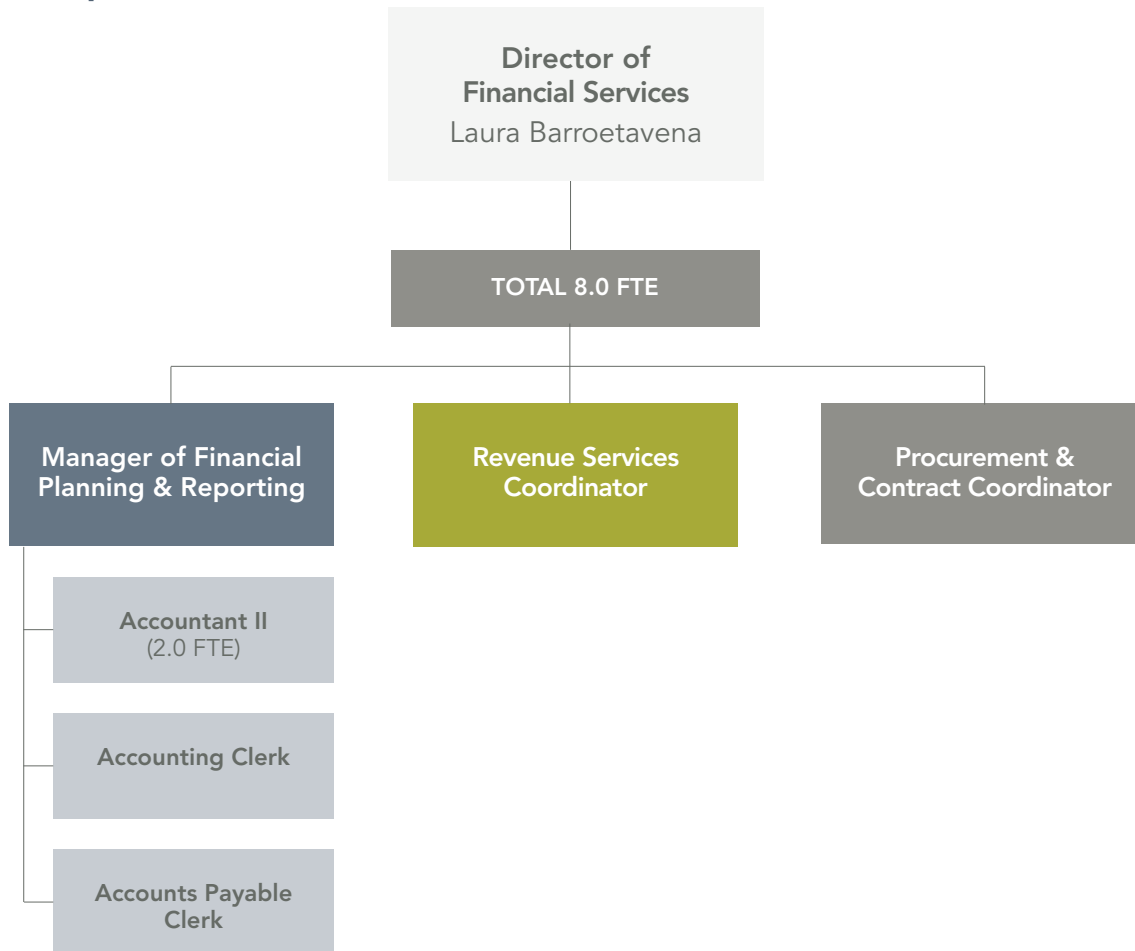 Director of
Financial Services
Laura Barroetavena
TOTAL 8.0 FTE
Manager of Financial
Planning & Reporting
Revenue Services
Coordinator
Procurement &
Contract Coordinator
Accountant II
(2.0 FTE)
Accounting Clerk
Accounts Payable
Clerk